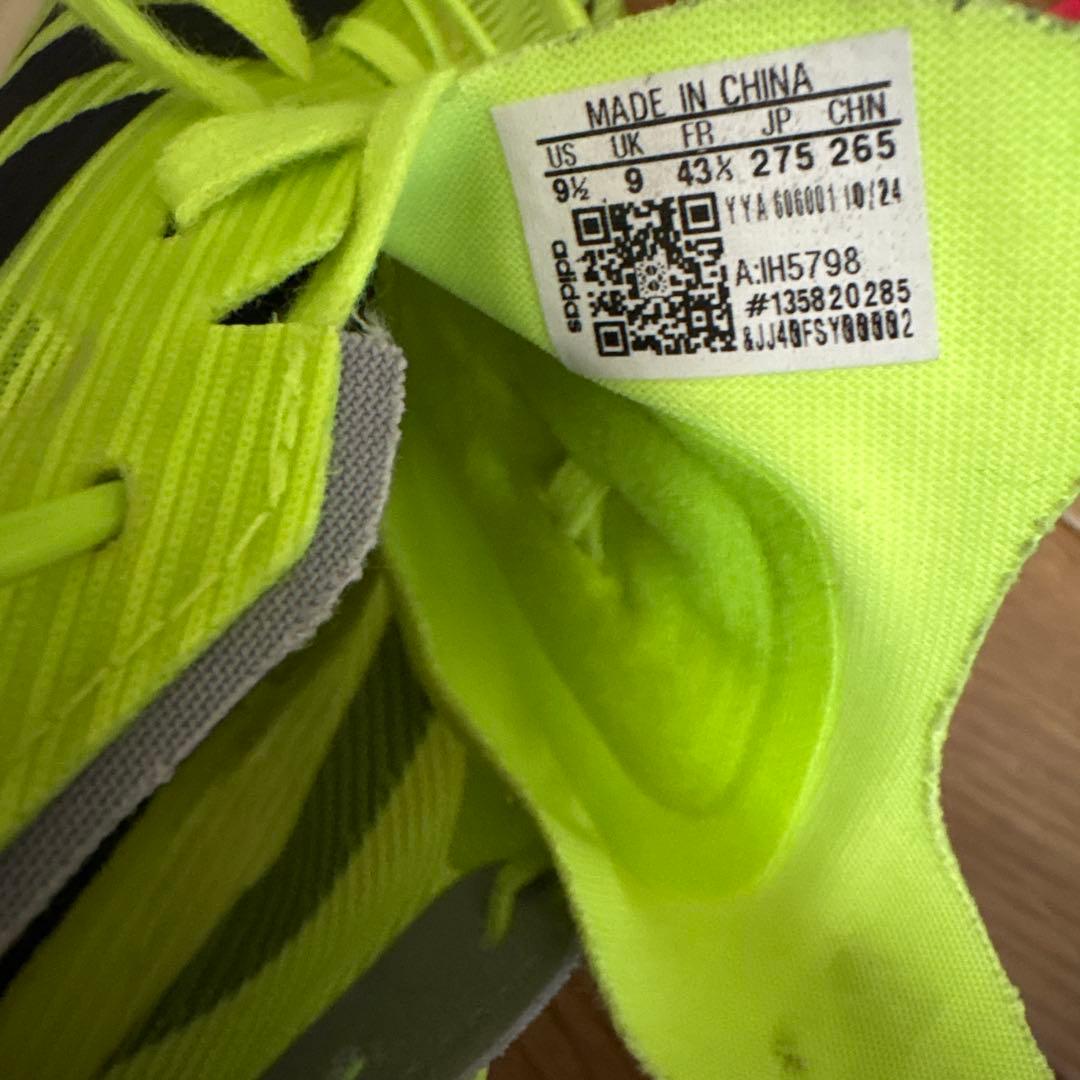 MADE IN CHINA
US UK FR JP CHN
9½ 9 43⅓ 275 265
YYA 606001 10/24
adidas
A:IH5798
#135820285